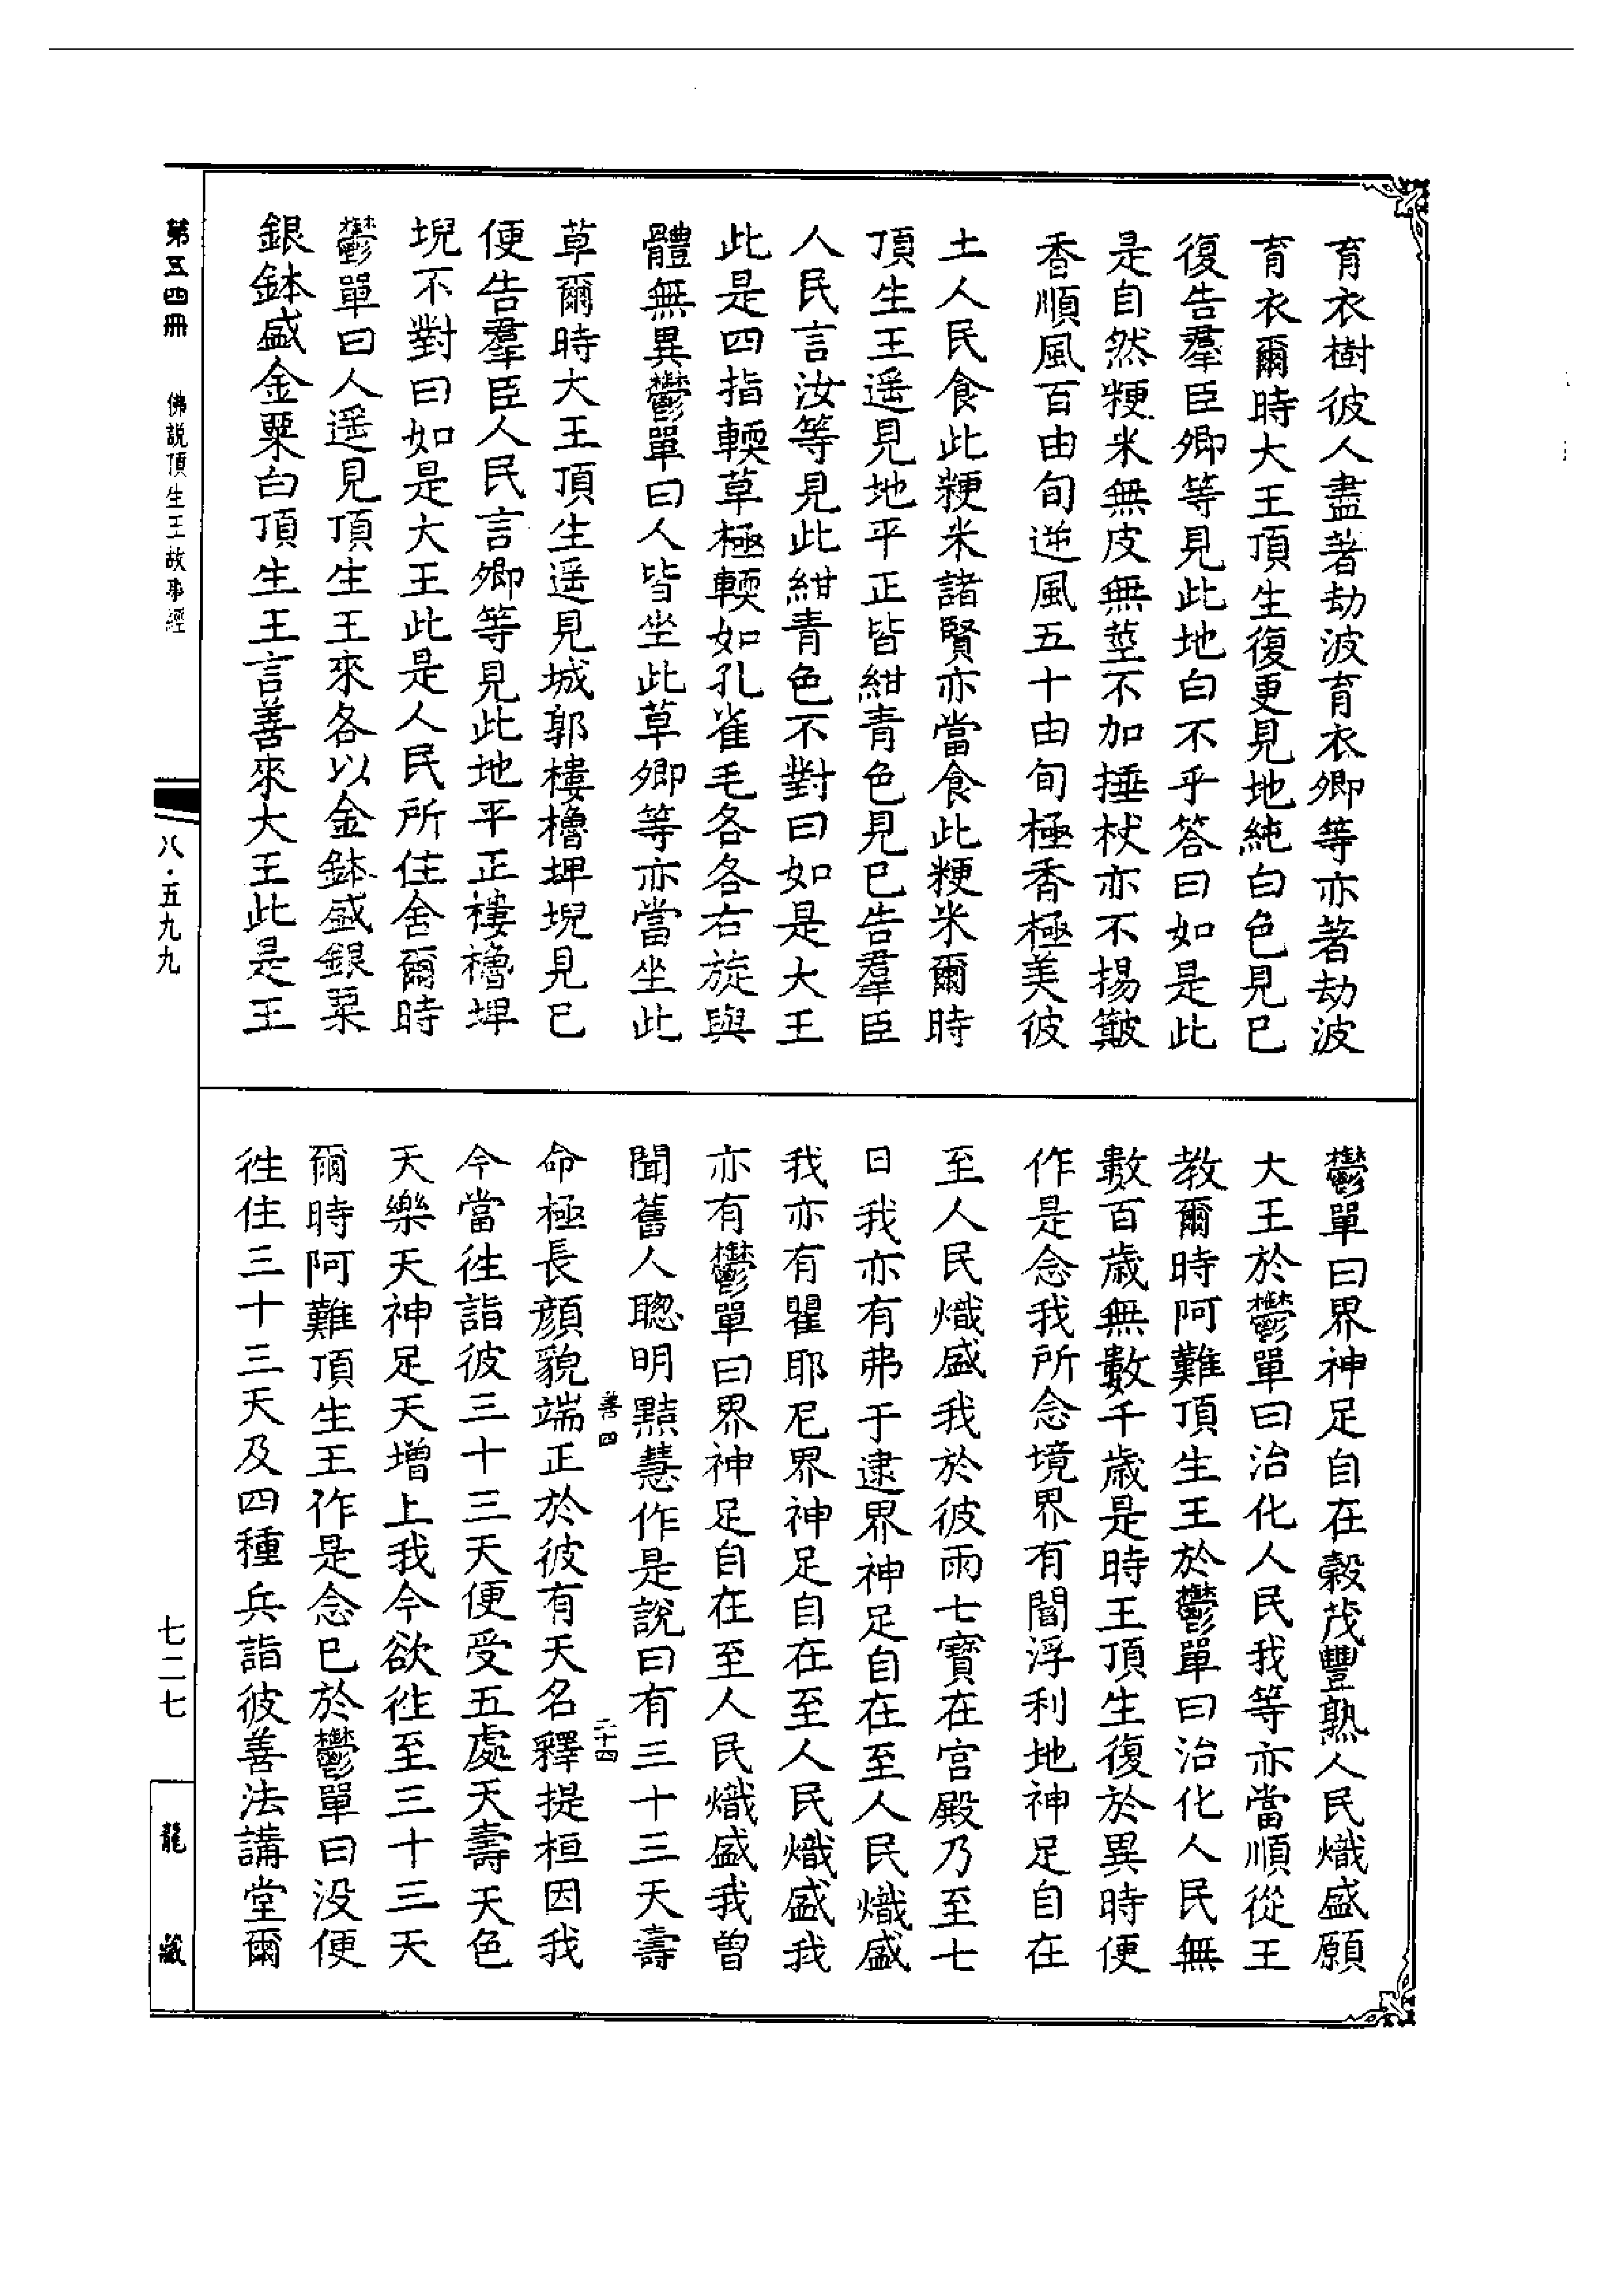 育衣樹彼人盡著劫波育衣卿等亦著劫波
育衣爾時大王頂生復更見地純白色見已
復告羣臣卿等見此地白不乎答曰如是此
是自然粳米無皮無莖不加捶杖亦不揚簸
香順風百由旬逆風五十由旬極香極美彼
土人民食此粳米諸賢亦當食此粳米爾時
頂生王遥見地平正皆紺青色見已告羣臣
人民言汝等見此紺青色不對曰如是大王
此是四指輭草極輭如孔雀毛各各右旋與
體無異鬱單曰人皆坐此草卿等亦當坐此
草爾時大王頂生遥見城郭樓櫓埤堄見已
便告羣臣人民言卿等見此地平正樓櫓埤
堄不對曰如是大王此是人民所住舍爾時
鬱單曰人遥見頂生王來各以金鉢盛銀粟
銀鉢盛金粟白頂生王言善來大王此是王
鬱單曰界神足自在穀茂豐熟人民熾盛願
大王於鬱單曰治化人民我等亦當順從王
教爾時阿難頂生王於鬱單曰治化人民無
數百歲無數千歲是時王頂生復於異時便
作是念我所念境界有閻浮利地神足自在
至人民熾盛我於彼雨七寶在宮殿乃至七
日我亦有弗于逮界神足自在至人民熾盛
我亦有瞿耶尼界神足自在至人民熾盛我
亦有鬱單曰界神足自在至人民熾盛我曽
聞舊人聰明黠慧作是說曰有三十三天壽
善四
二十四
命極長顔貌端正於彼有天名釋提桓因我
今當徃詣彼三十三天便受五處天壽天色
天樂天神足天增上我今欲徃至三十三天
爾時阿難頂生王作是念已於鬱單曰没便
徃住三十三天及四種兵詣彼善法講堂爾
第五四冊
佛説頂生王故事經
八·五九九
七二七
龍藏